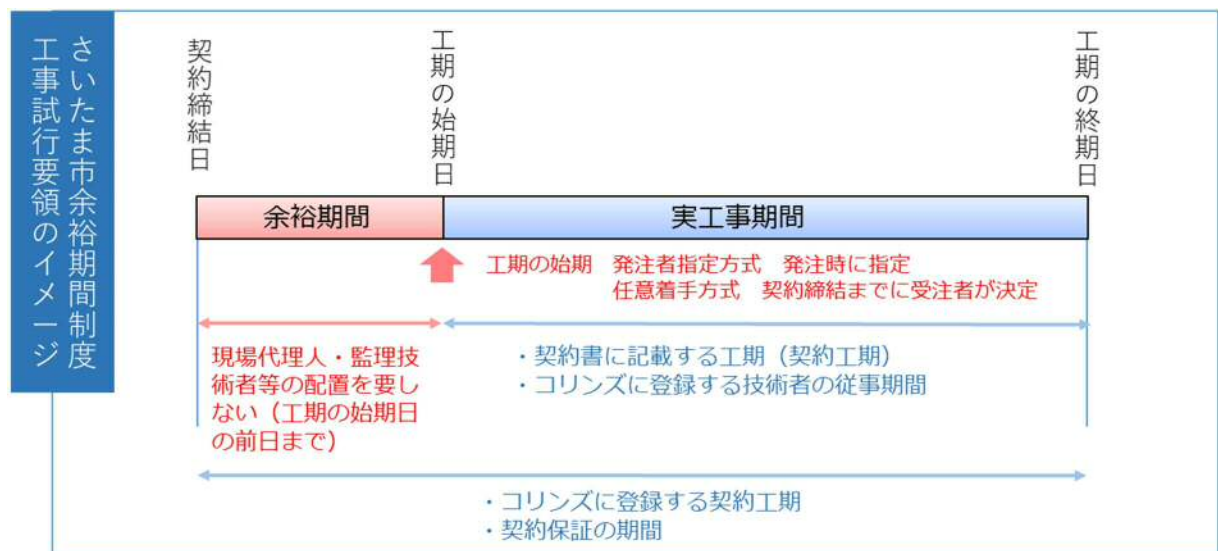 さいたま市余裕期間制度
工事試行要領のイメージ
契約締結日
工期の始期日
工期の終期日
余裕期間
実工事期間
工期の始期　発注者指定方式　発注時に指定
任意着手方式　契約締結までに受注者が決定
現場代理人・監理技
術者等の配置を要し
ない（工期の始期日
の前日まで）
・契約書に記載する工期（契約工期）
・コリンズに登録する技術者の従事期間
・コリンズに登録する契約工期
・契約保証の期間